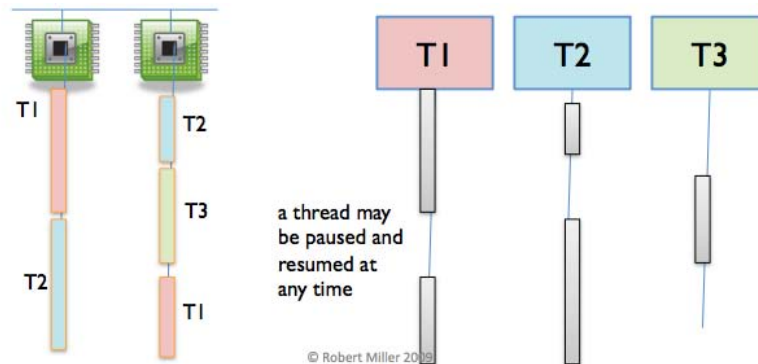 T1
T2
T2
T3
T1
T1
T2
T3
a thread may
be paused and
resumed at
any time
© Robert Miller 2009